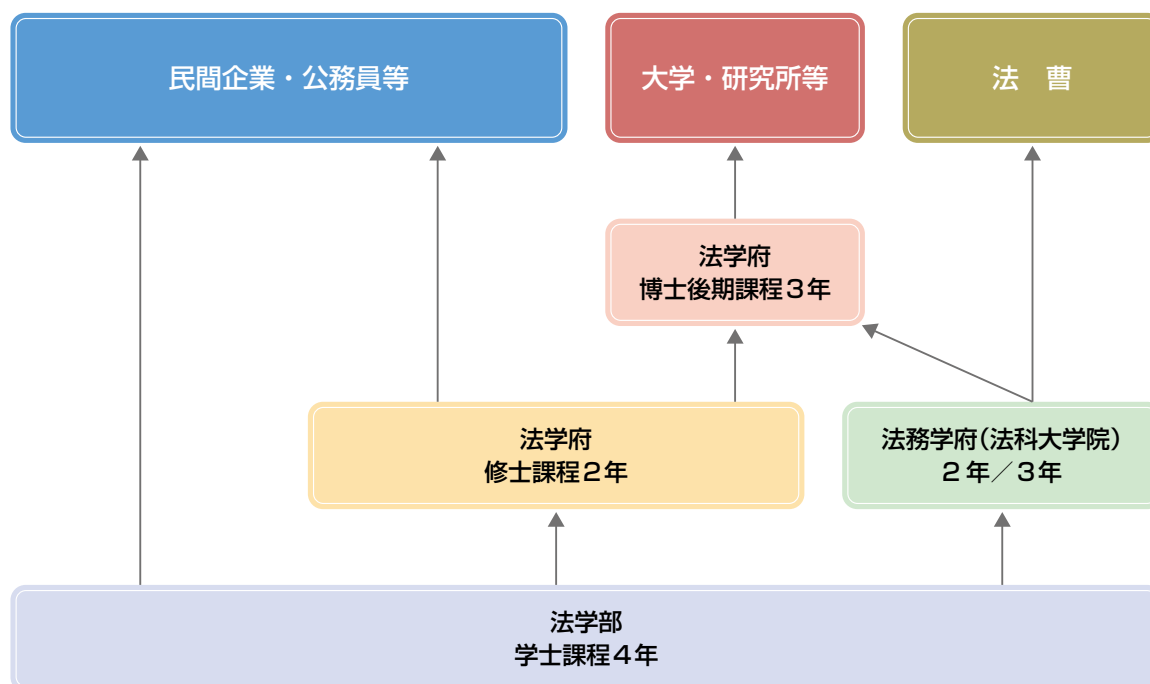 民間企業・公務員等
大学・研究所等
法　曹
法学府
博士後期課程３年
法学府
修士課程２年
法務学府（法科大学院）
２年／３年
法学部
学士課程４年